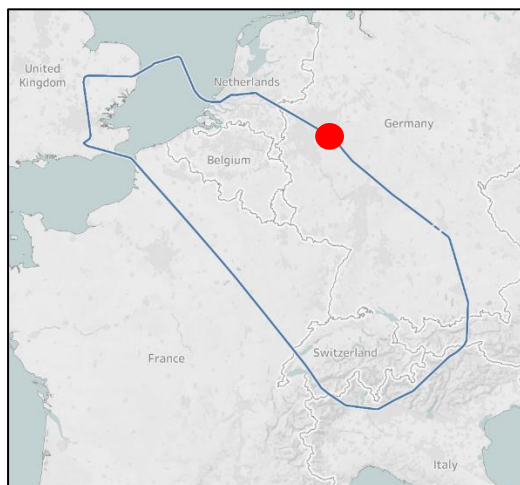 United
Kingdom
Netherlands
Germany
Belgium
France
Switzerland
Italy